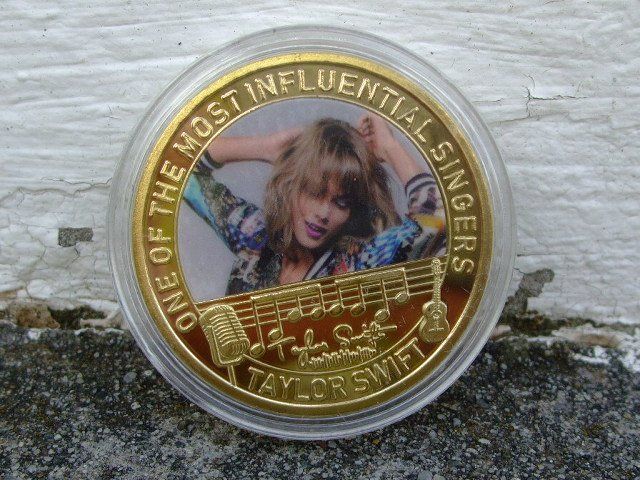 ONE OF THE MOST INFLUENTIAL SINGERS
Taylor Swift
TAYLOR SWIFT